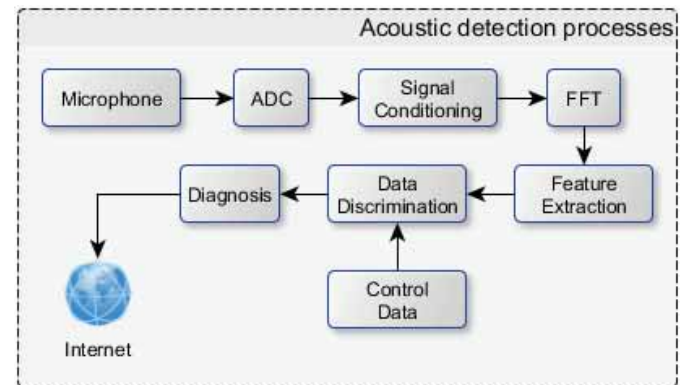 Acoustic detection processes
Microphone
ADC
Signal
Conditioning
FFT
Diagnosis
Data
Discrimination
Feature
Extraction
Control
Data
Internet